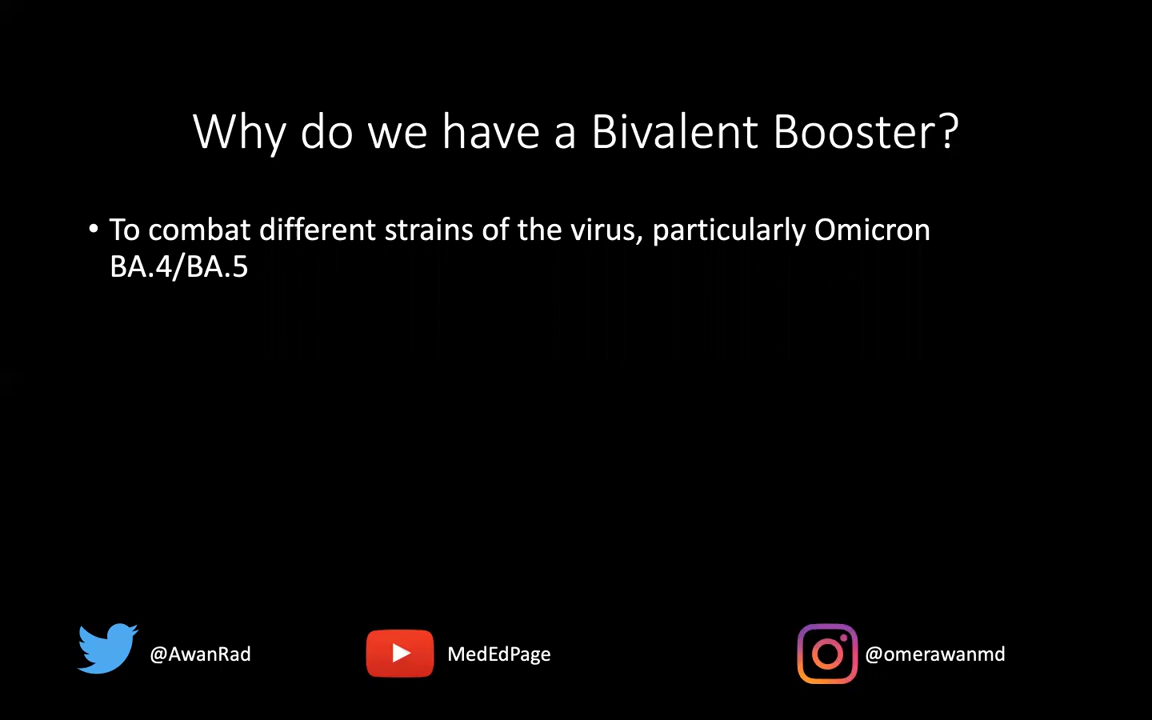 Why do we have a Bivalent Booster?
• To combat different strains of the virus, particularly Omicron
BA.4/BA.5
@AwanRad
MedEdPage
@omerawanmd